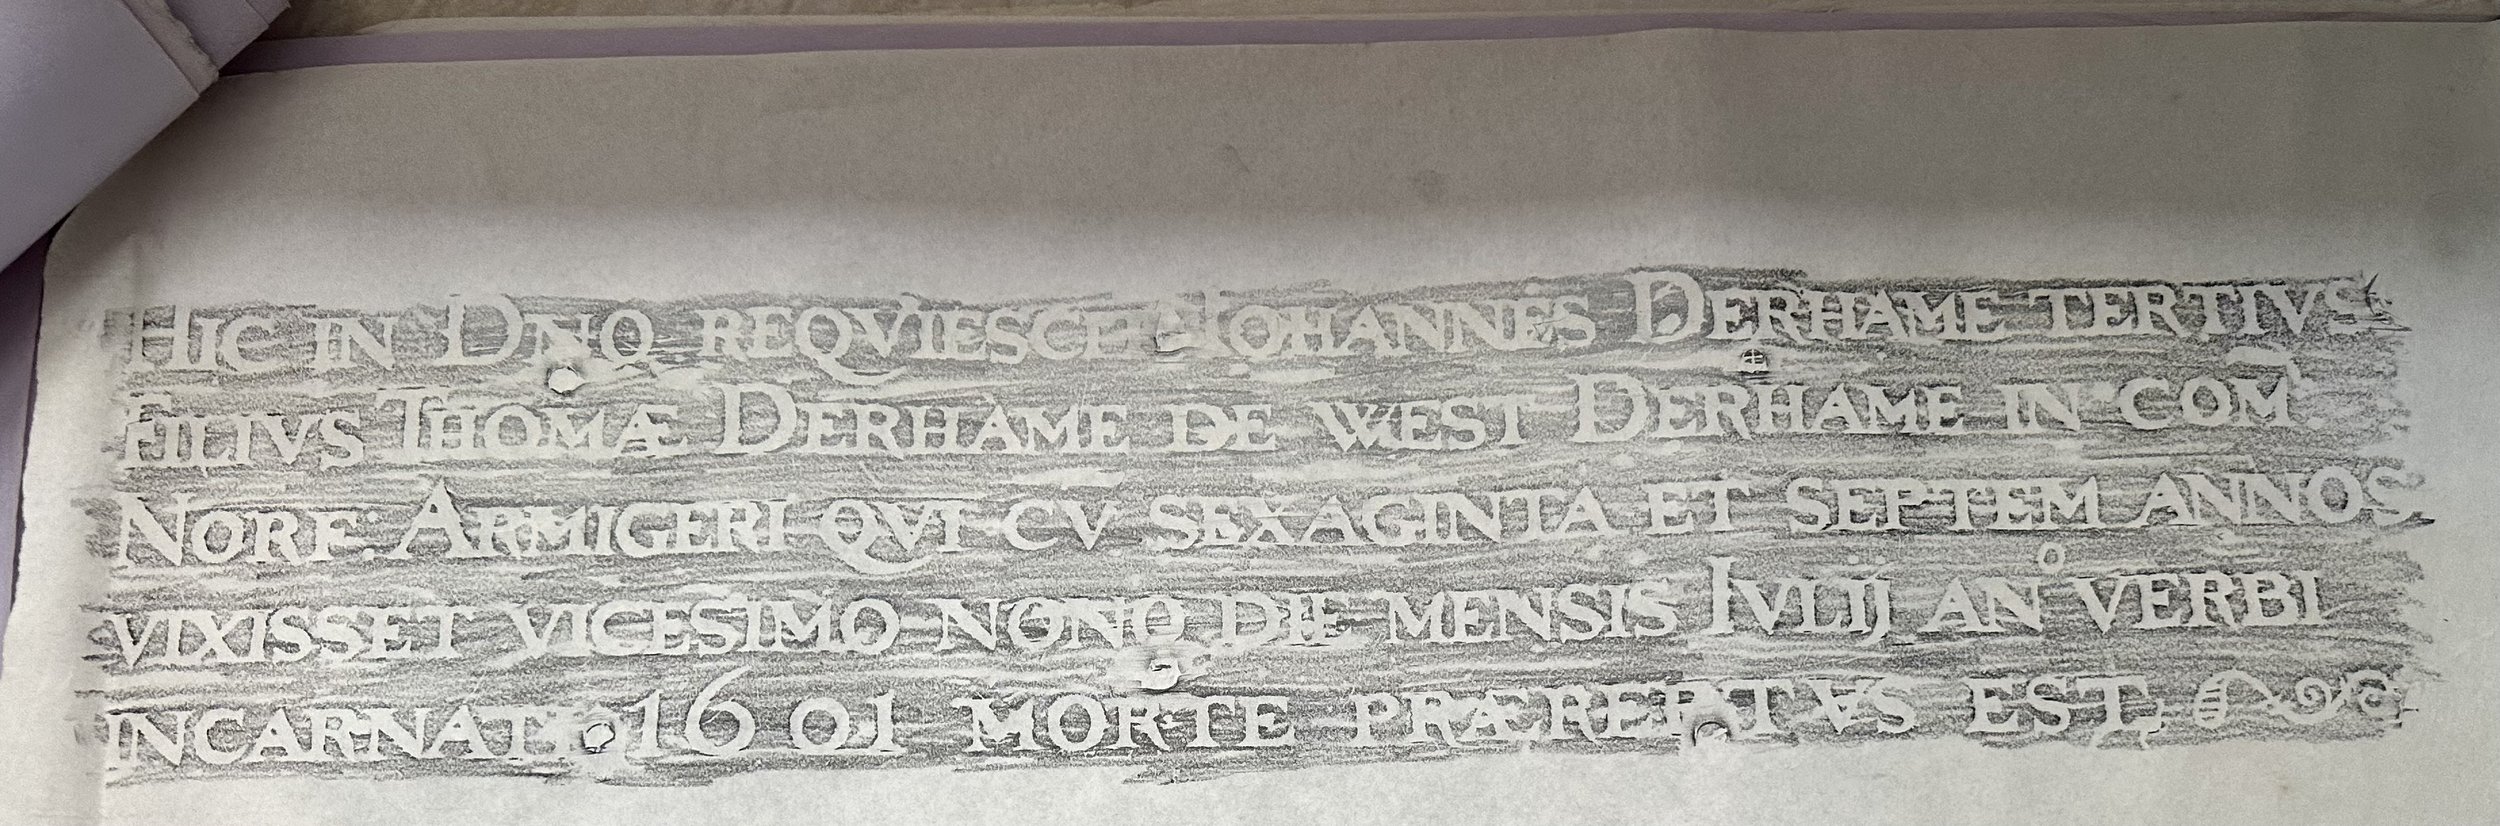 HIC IN DNO REQVIESCIT IOHANNES DERHAME TERTIVS
FILIVS THOMÆ DERHAME DE WEST DERHAME IN COM̃.
NORF: ARMIGERI QVI CV SEXAGINTA ET SEPTEM ANNOS
VIXISSET VICESIMO NONO DIE MENSIS IVLIJ ANº VERBI
INCARNATI 1601 MORTE PRÆREPTVS EST,